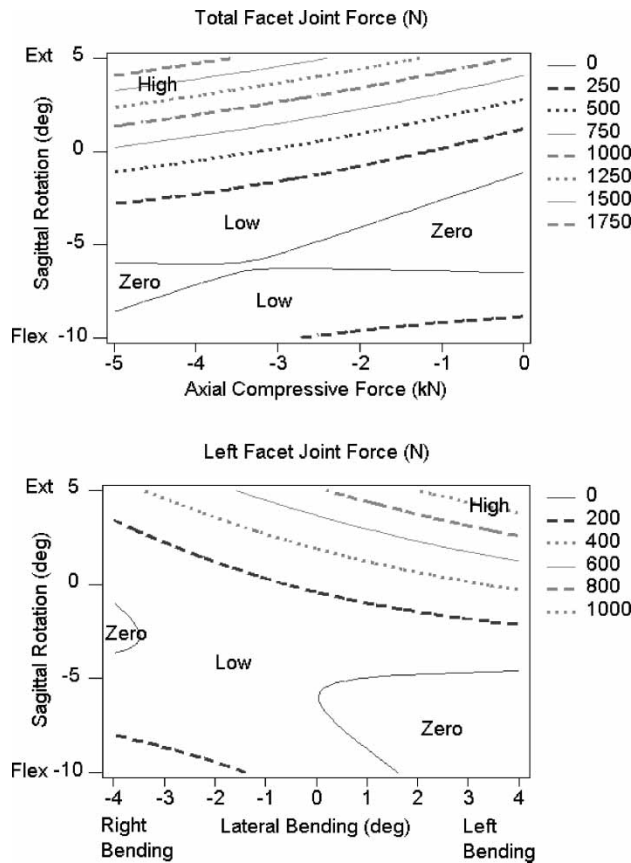 Total Facet Joint Force (N)
Ext 5
0
-5
Flex -10
Sagittal Rotation (deg)
High
Low
Zero
Zero
Low
-5 -4 -3 -2 -1 0
Axial Compressive Force (kN)
0
250
500
750
1000
1250
1500
1750
Left Facet Joint Force (N)
Ext 5
0
-5
Flex -10
Sagittal Rotation (deg)
High
Zero
Low
Zero
-4 -3 -2 -1 0 1 2 3 4
Right Bending
Lateral Bending (deg)
Left Bending
0
200
400
600
800
1000